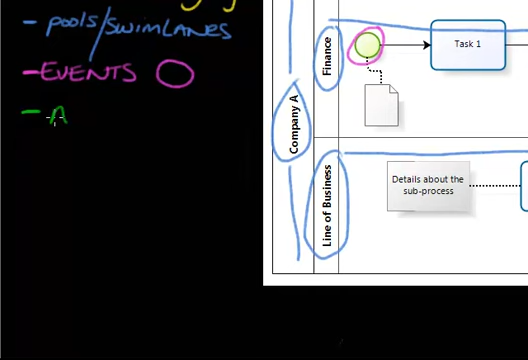 - POOLS/SWIMLANES
- EVENTS
- A
Company A
Finance
Task 1
Line of Business
Details about the
sub-process